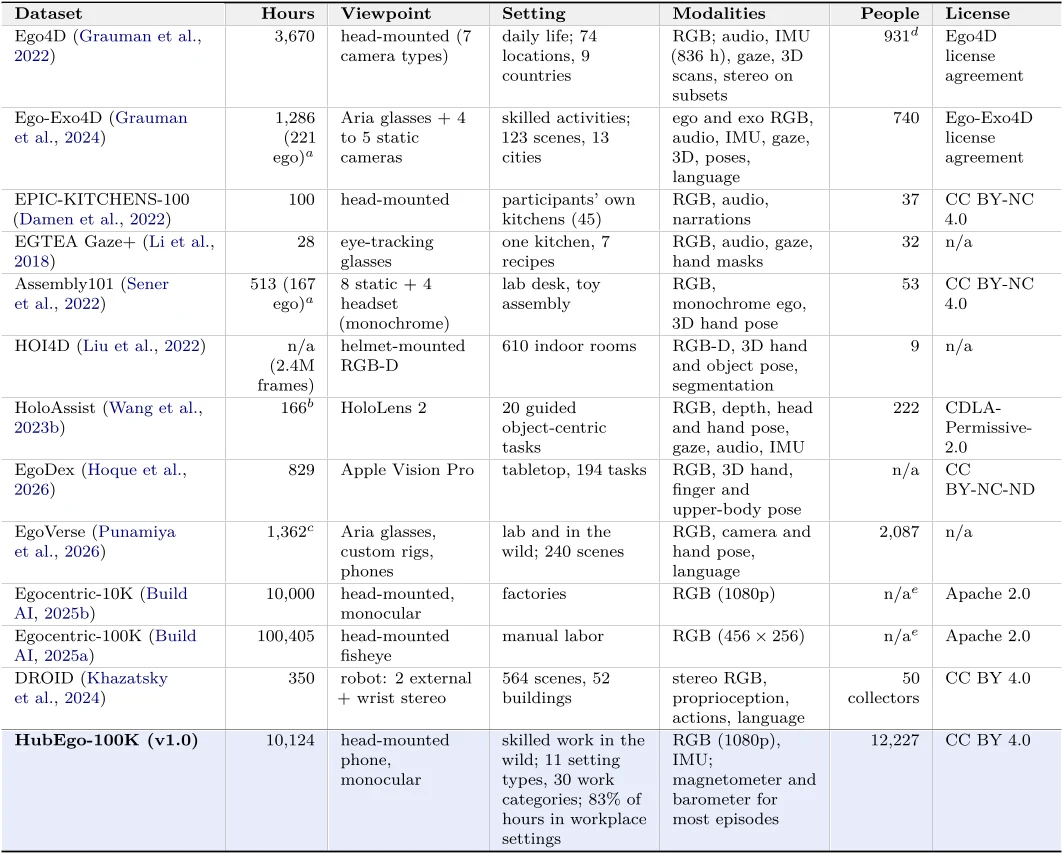 Dataset Hours Viewpoint Setting Modalities People License
Ego4D (Grauman et al., 3,670 head-mounted (7 daily life; 74 RGB; audio, IMU 931d Ego4D
2022) camera types) locations, 9 (836 h), gaze, 3D license
countries scans, stereo on agreement
subsets
Ego-Exo4D (Grauman 1,286 Aria glasses + 4 skilled activities; ego and exo RGB, 740 Ego-Exo4D
et al., 2024) (221 to 5 static 123 scenes, 13 audio, IMU, gaze, license
ego)a cameras cities 3D, poses, agreement
language
EPIC-KITCHENS-100 100 head-mounted participants' own RGB, audio, 37 CC BY-NC
(Damen et al., 2022) kitchens (45) narrations 4.0
EGTEA Gaze+ (Li et al., 28 eye-tracking one kitchen, 7 RGB, audio, gaze, 32 n/a
2018) glasses recipes hand masks
Assembly101 (Sener 513 (167 8 static + 4 lab desk, toy RGB, 53 CC BY-NC
et al., 2022) ego)a headset assembly monochrome ego, 4.0
(monochrome) 3D hand pose
HOI4D (Liu et al., 2022) n/a helmet-mounted 610 indoor rooms RGB-D, 3D hand 9 n/a
(2.4M RGB-D and object pose,
frames) segmentation
HoloAssist (Wang et al., 166b HoloLens 2 20 guided RGB, depth, head 222 CDLA-
2023b) object-centric and hand pose, Permissive-
tasks gaze, audio, IMU 2.0
EgoDex (Hoque et al., 829 Apple Vision Pro tabletop, 194 tasks RGB, 3D hand, n/a CC
2026) finger and BY-NC-ND
upper-body pose
EgoVerse (Punamiya 1,362c Aria glasses, lab and in the RGB, camera and 2,087 n/a
et al., 2026) custom rigs, wild; 240 scenes hand pose,
phones language
Egocentric-10K (Build 10,000 head-mounted, factories RGB (1080p) n/ae Apache 2.0
AI, 2025b) monocular
Egocentric-100K (Build 100,405 head-mounted manual labor RGB (456 × 256) n/ae Apache 2.0
AI, 2025a) fisheye
DROID (Khazatsky 350 robot: 2 external 564 scenes, 52 stereo RGB, 50 CC BY 4.0
et al., 2024) + wrist stereo buildings proprioception, collectors
actions, language
HubEgo-100K (v1.0) 10,124 head-mounted skilled work in the RGB (1080p), 12,227 CC BY 4.0
phone, wild; 11 setting IMU;
monocular types, 30 work magnetometer and
categories; 83% of barometer for
hours in workplace most episodes
settings